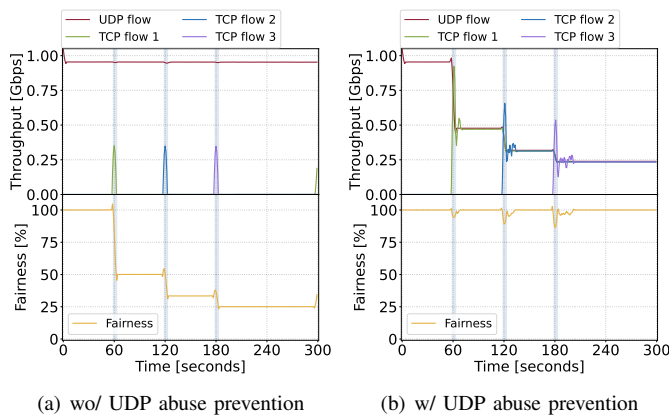 UDP flow TCP flow 2
TCP flow 1 TCP flow 3
Throughput [Gbps]
1.00
0.75
0.50
0.25
0.00
Fairness [%]
100
75
50
25
0
Fairness
0 60 120 180 240 300
Time [seconds]
(a) wo/ UDP abuse prevention
UDP flow TCP flow 2
TCP flow 1 TCP flow 3
Throughput [Gbps]
1.00
0.75
0.50
0.25
0.00
Fairness [%]
100
75
50
25
0
Fairness
0 60 120 180 240 300
Time [seconds]
(b) w/ UDP abuse prevention